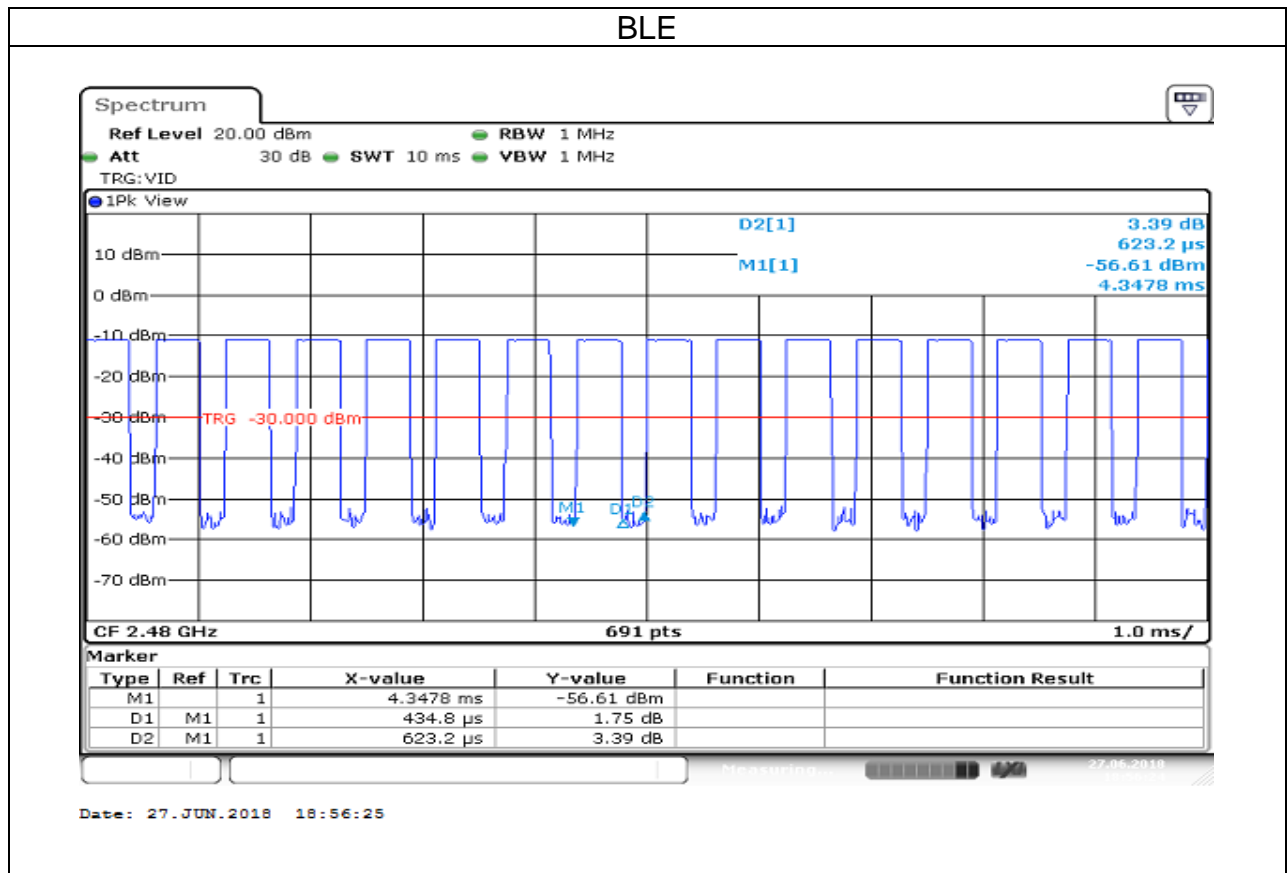 BLE
Spectrum
Ref Level 20.00 dBm RBW 1 MHz
Att 30 dB SWT 10 ms VBW 1 MHz
TRG:VID
1Pk View
D2[1] 3.39 dB
623.2 µs
10 dBm
M1[1] -56.61 dBm
4.3478 ms
0 dBm
-10 dBm
-20 dBm
-30 dBm TRG -30.000 dBm
-40 dBm
-50 dBm
M1 D1 D2
-60 dBm
-70 dBm
CF 2.48 GHz 691 pts 1.0 ms/
Marker
Type Ref Trc X-value Y-value Function Function Result
M1 1 4.3478 ms -56.61 dBm
D1 M1 1 434.8 µs 1.75 dB
D2 M1 1 623.2 µs 3.39 dB
Measuring... 27.06.2018
Date: 27.JUN.2018 18:56:25